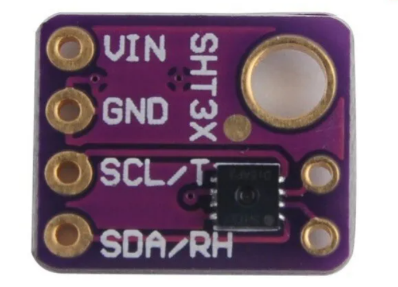 VIN
GND
SCL/T
SDA/RH
SHT3X